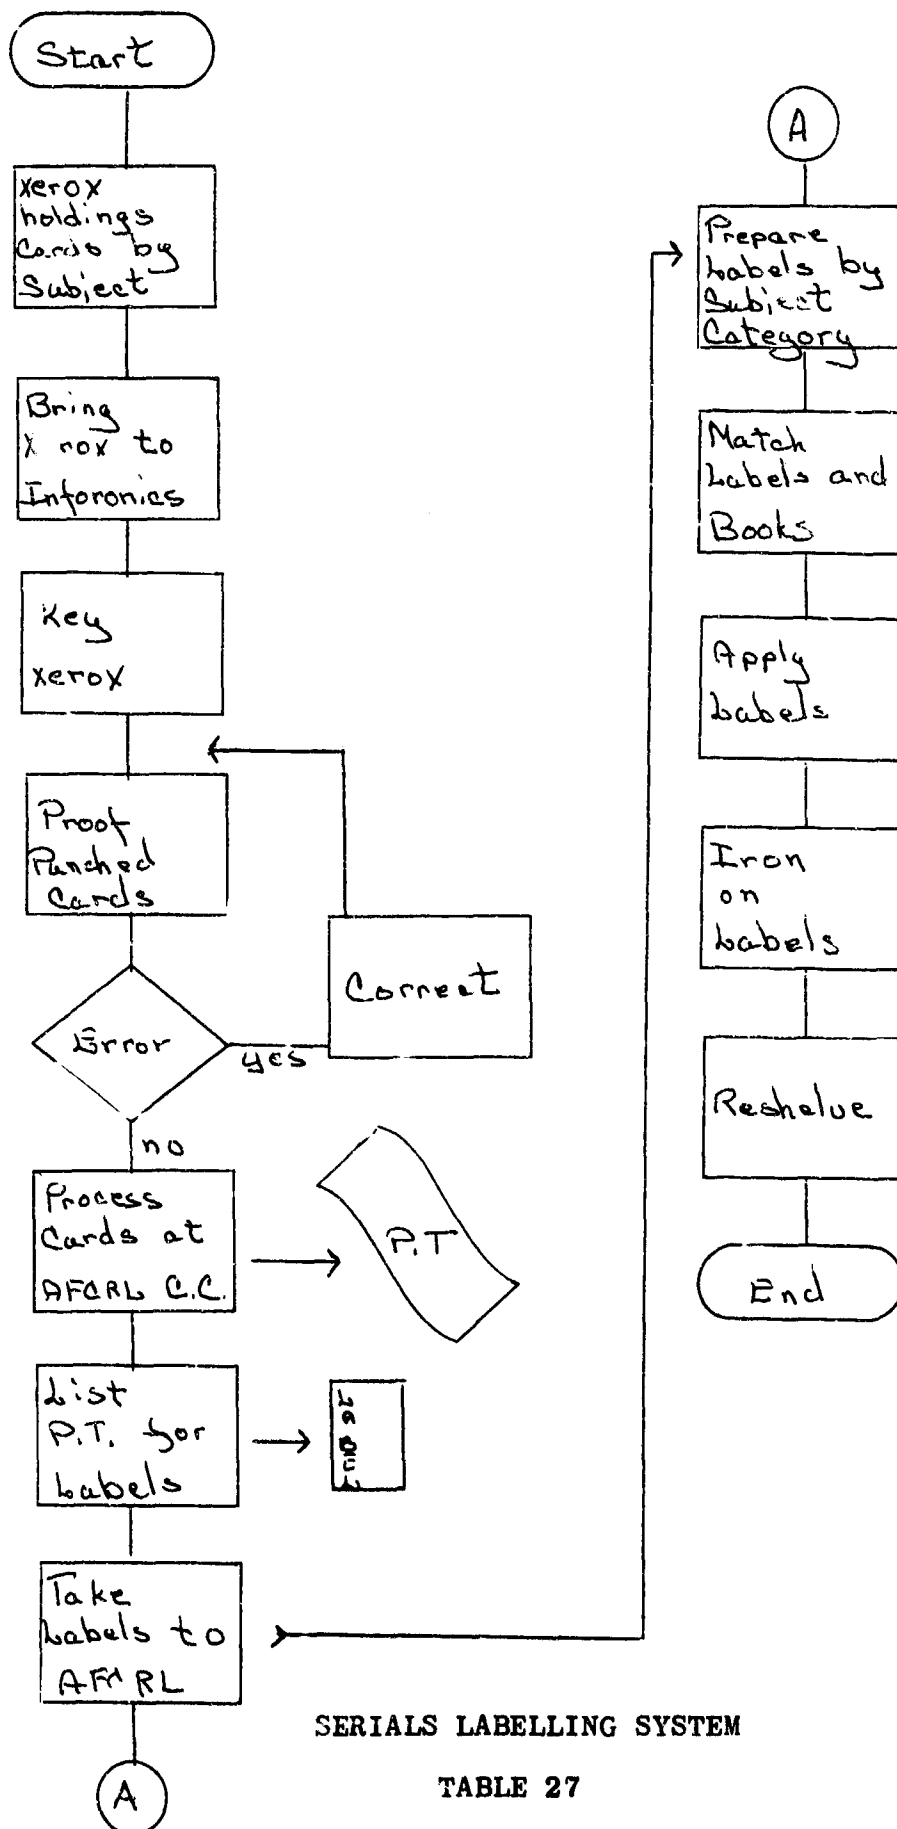 Start
xerox
holdings
Cards by
Subject
Bring
X rox to
Inforonics
Key
xerox
Proof
Punched
Cards
Error
yes
Correct
no
Process
Cards at
AFCRL C.C.
P.T
List
P.T. for
Labels
Take
Labels to
AF RL
A
A
Prepare
Labels by
Subject
Category
Match
Labels and
Books
Apply
Labels
Iron
on
Labels
Reshelve
End
SERIALS LABELLING SYSTEM
TABLE 27